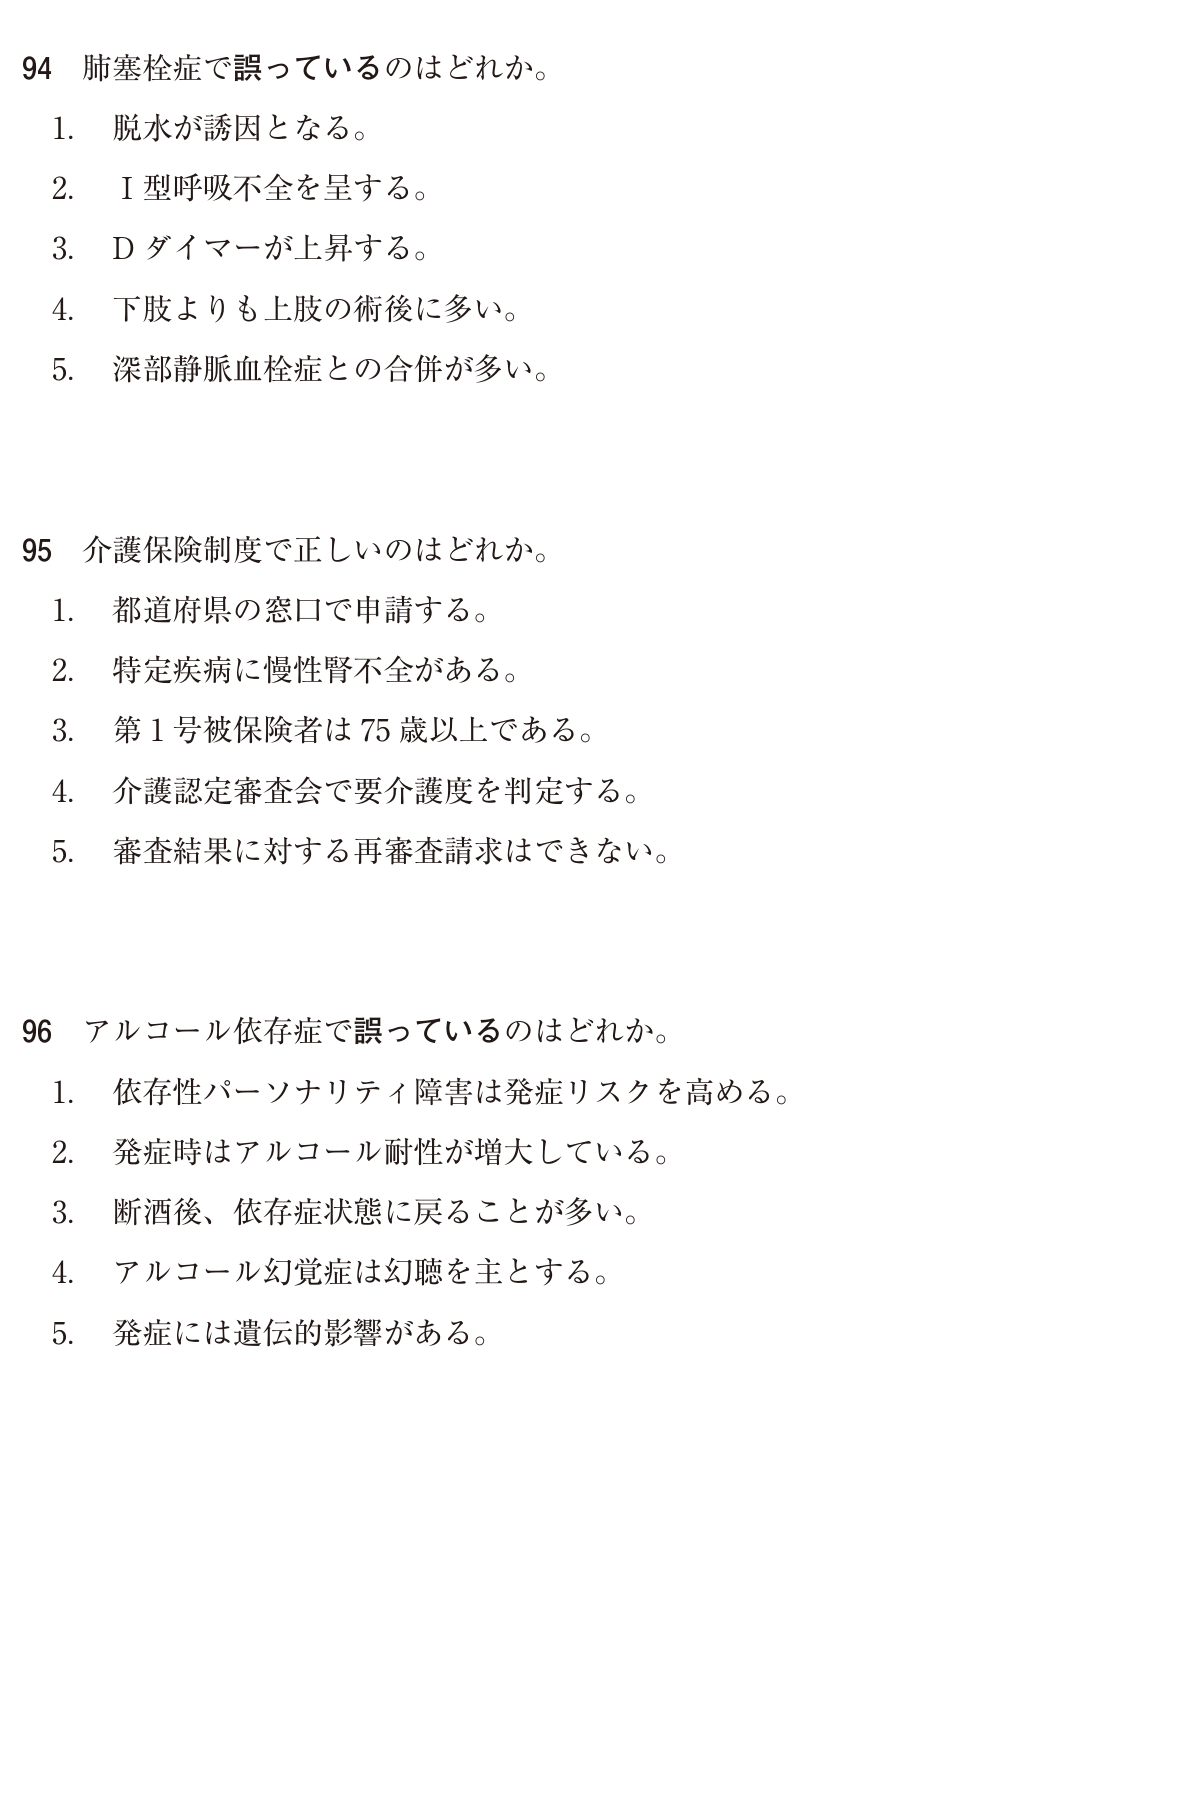 94 肺塞栓症で誤っているのはどれか。
1. 脱水が誘因となる。
2. Ⅰ型呼吸不全を呈する。
3. Dダイマーが上昇する。
4. 下肢よりも上肢の術後に多い。
5. 深部静脈血栓症との合併が多い。
95 介護保険制度で正しいのはどれか。
1. 都道府県の窓口で申請する。
2. 特定疾病に慢性腎不全がある。
3. 第1号被保険者は75歳以上である。
4. 介護認定審査会で要介護度を判定する。
5. 審査結果に対する再審査請求はできない。
96 アルコール依存症で誤っているのはどれか。
1. 依存性パーソナリティ障害は発症リスクを高める。
2. 発症時はアルコール耐性が増大している。
3. 断酒後、依存症状態に戻ることが多い。
4. アルコール幻覚症は幻聴を主とする。
5. 発症には遺伝的影響がある。